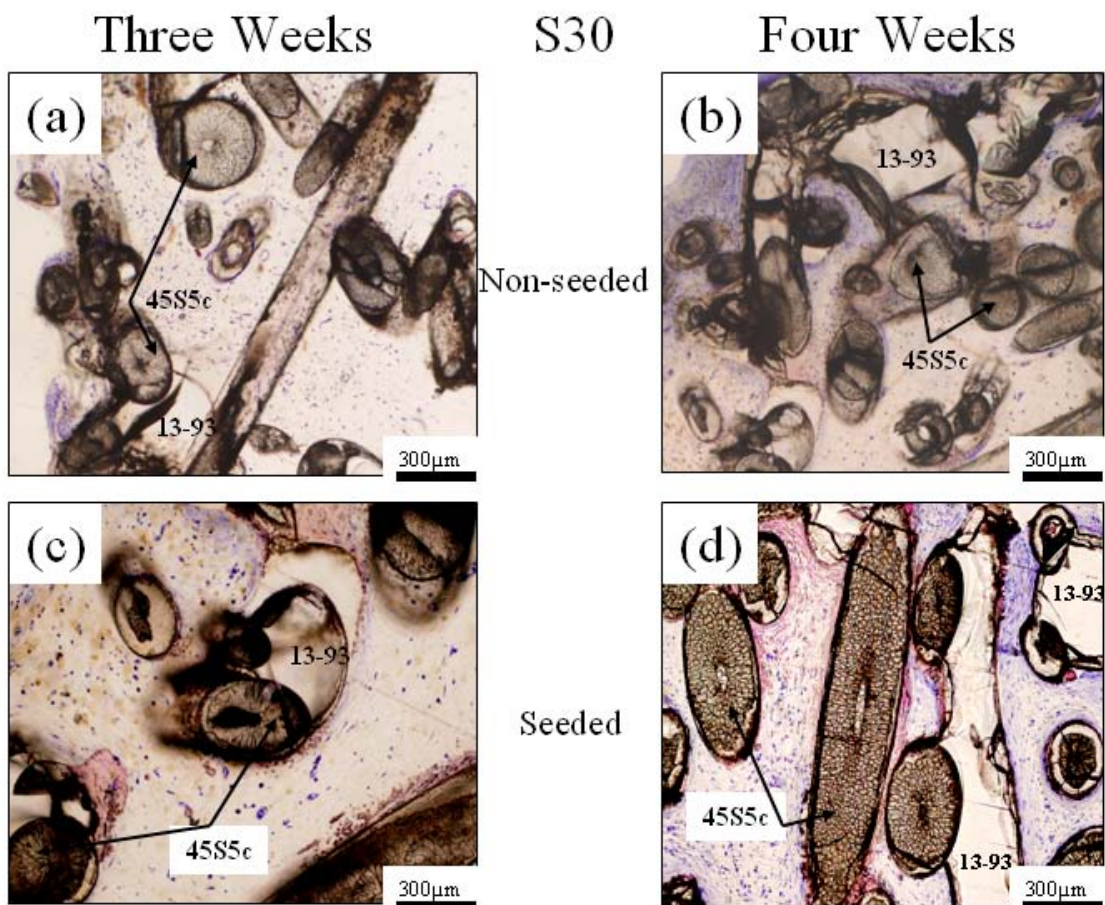 Three Weeks S30 Four Weeks
(a)
45S5c
13-93
300µm
(b)
13-93
45S5c
300µm
Non-seeded
(c)
13-93
45S5c
300µm
(d)
13-93
45S5c
13-93
300µm
Seeded